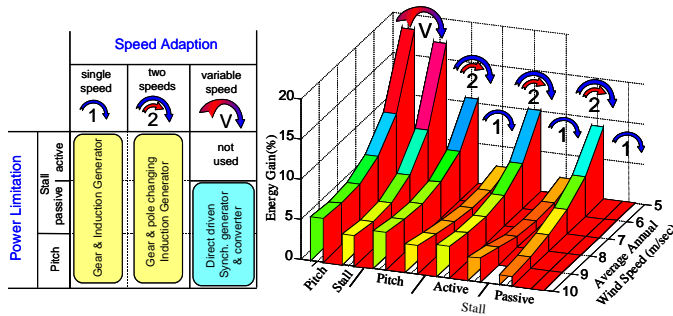 Speed Adaption
single
speed
two
speeds
variable
speed
1
2
V
Power Limitation
Stall
active
passive
Pitch
Gear & Induction Generator
Gear & pole changing
Induction Generator
not
used
Direct driven
Synch. generator
& converter
V
2
1
2
1
2
1
Energy Gain(%)
20
15
10
5
0
Pitch
Stall
Pitch
Active
Passive
Stall
5
6
7
8
9
10
Average Annual
Wind Speed (m/sec)